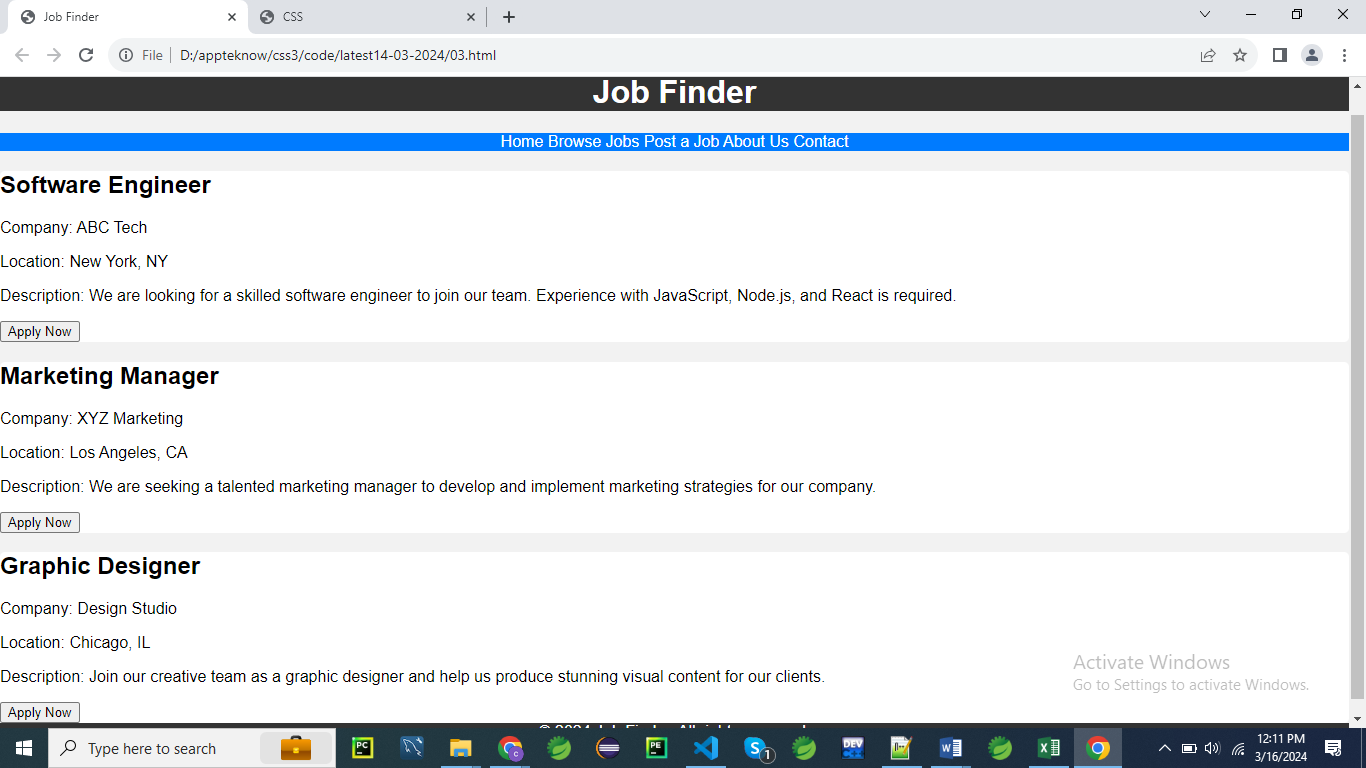 Job Finder
CSS
File
D:/appteknow/css3/code/latest14-03-2024/03.html
Job Finder
Home Browse Jobs Post a Job About Us Contact
Software Engineer
Company: ABC Tech
Location: New York, NY
Description: We are looking for a skilled software engineer to join our team. Experience with JavaScript, Node.js, and React is required.
Apply Now
Marketing Manager
Company: XYZ Marketing
Location: Los Angeles, CA
Description: We are seeking a talented marketing manager to develop and implement marketing strategies for our company.
Apply Now
Graphic Designer
Company: Design Studio
Location: Chicago, IL
Description: Join our creative team as a graphic designer and help us produce stunning visual content for our clients.
Apply Now
Activate Windows
Go to Settings to activate Windows.
Type here to search
PC
G
PE
S
1
DEV
W
X
12:11 PM
3/16/2024